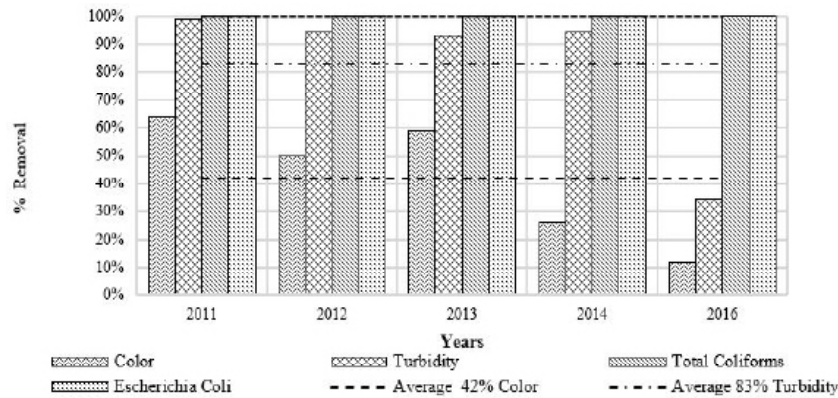 100%
90%
80%
70%
60%
50%
40%
30%
20%
10%
0%
% Removal
2011 2012 2013 2014 2016
Years
Color Turbidity Total Coliforms
Escherichia Coli Average 42% Color Average 83% Turbidity